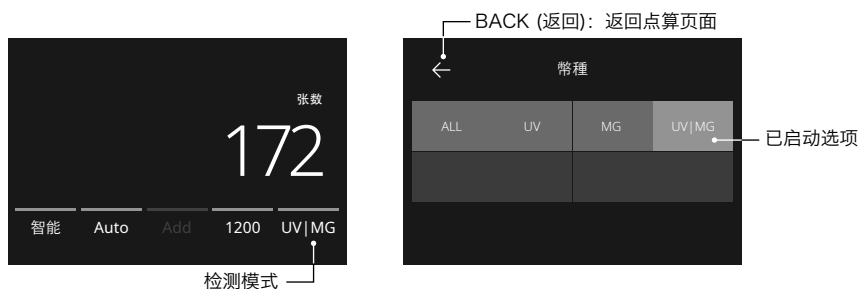 BACK (返回)：返回点算页面
张数
172
智能 Auto Add 1200 UV|MG
检测模式
幣種
ALL UV MG UV|MG
已启动选项